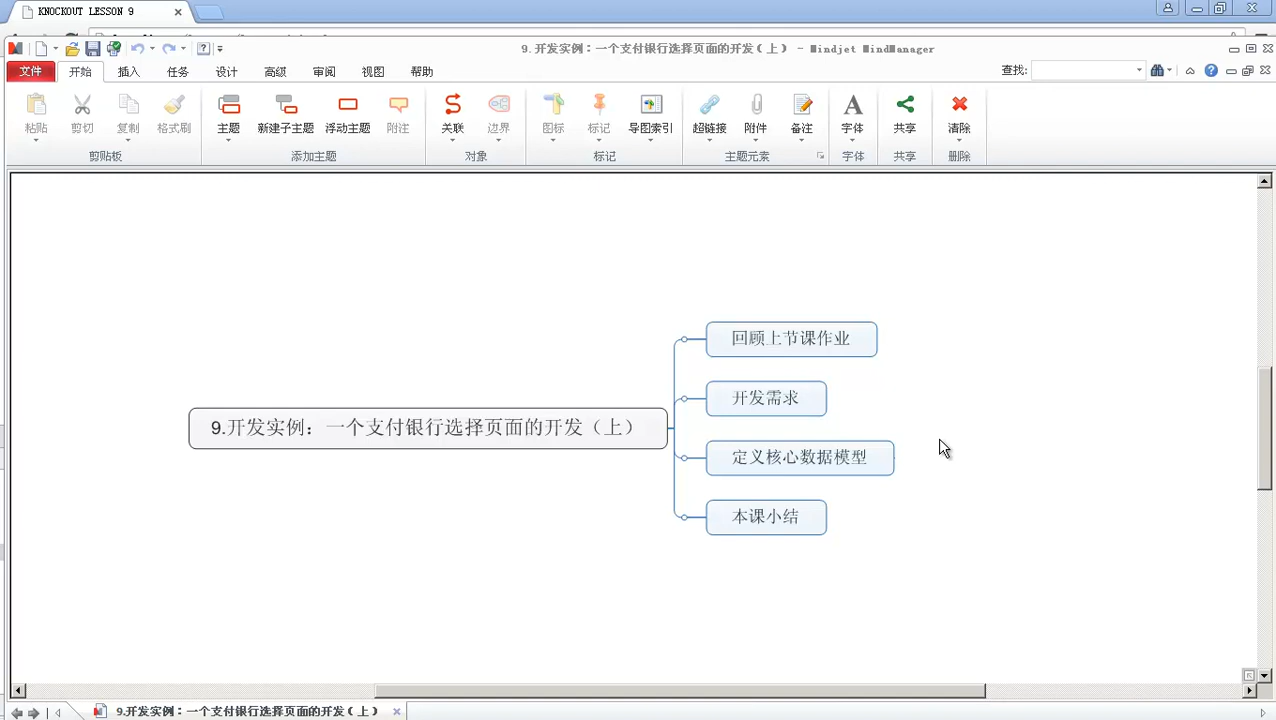 KNOCKOUT LESSON 9
9. 开发实例：一个支付银行选择页面的开发（上） - Mindjet MindManager
文件 开始 插入 任务 设计 高级 审阅 视图 帮助 查找:
粘贴 剪切 复制 格式刷 主题 新建子主题 浮动主题 附注 关联 边界 图标 标记 导图索引 超链接 附件 备注 字体 共享 清除
剪贴板 添加主题 对象 标记 主题元素 字体 共享 删除
回顾上节课作业
开发需求
9.开发实例：一个支付银行选择页面的开发（上）
定义核心数据模型
本课小结
9.开发实例：一个支付银行选择页面的开发（上）